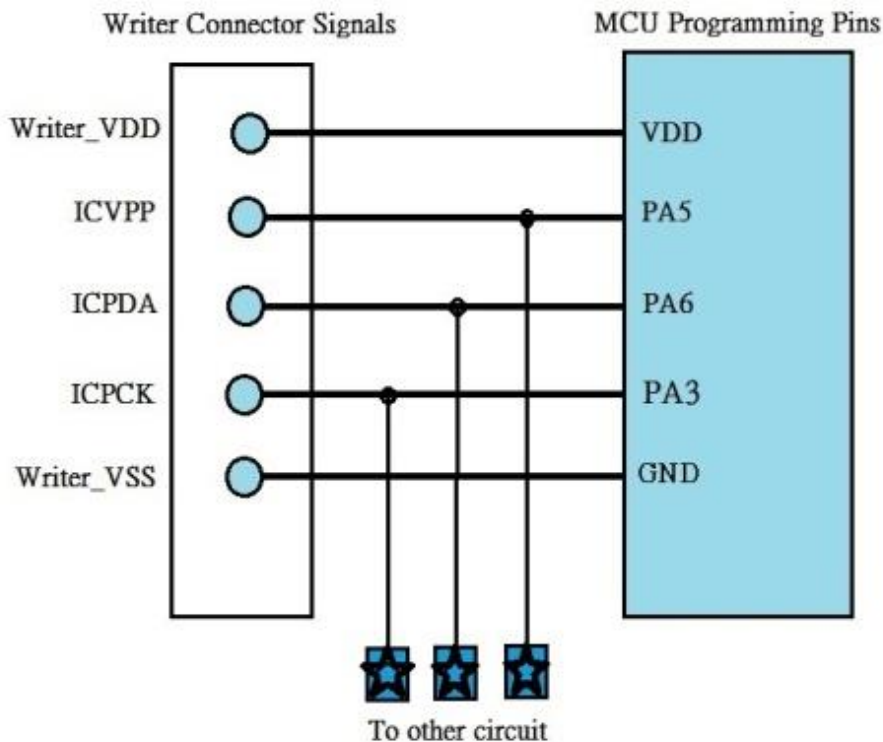 Writer Connector Signals
MCU Programming Pins
Writer_VDD
VDD
ICVPP
PA5
ICPDA
PA6
ICPCK
PA3
Writer_VSS
GND
To other circuit